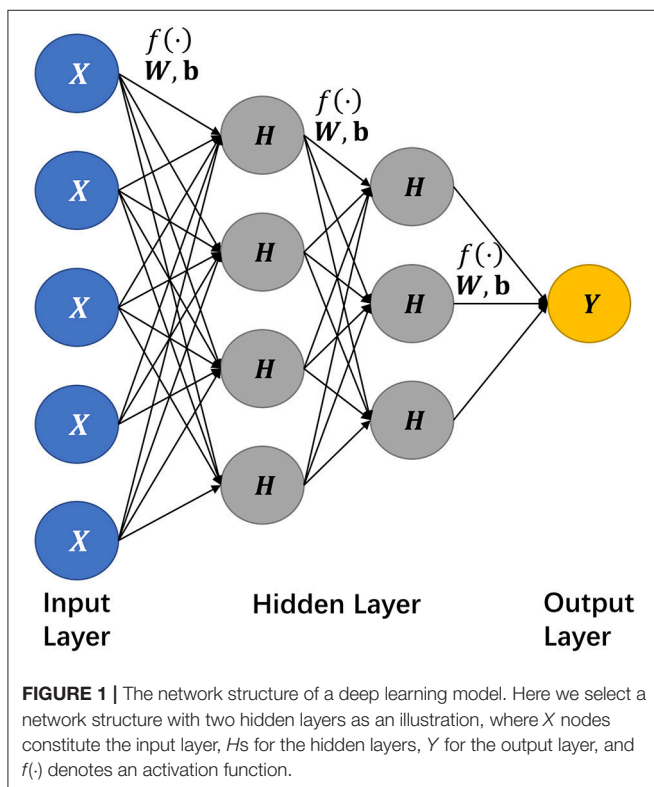 f(·)
W, b
X
X
X
X
X
f(·)
W, b
H
H
H
H
H
H
H
f(·)
W, b
Y
Input
Layer
Hidden Layer
Output
Layer
FIGURE 1 | The network structure of a deep learning model. Here we select a
network structure with two hidden layers as an illustration, where X nodes
constitute the input layer, Hs for the hidden layers, Y for the output layer, and
f(·) denotes an activation function.